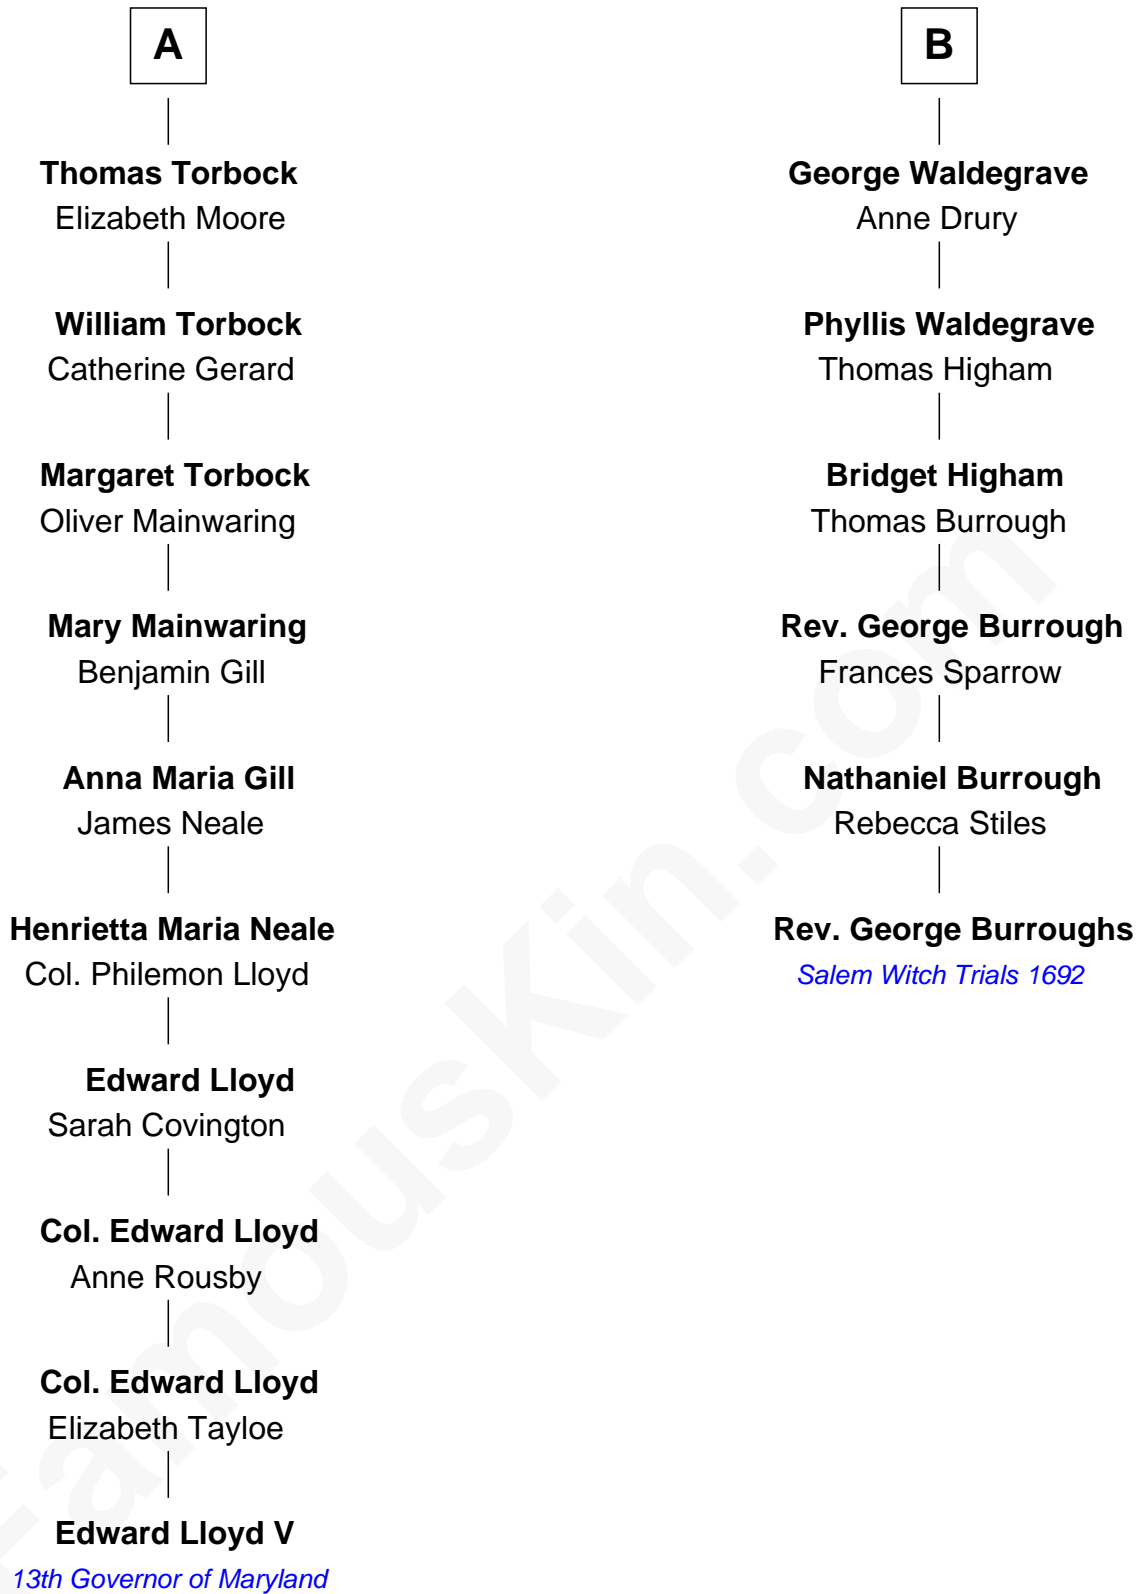 A
Thomas Torbock
Elizabeth Moore
William Torbock
Catherine Gerard
Margaret Torbock
Oliver Mainwaring
Mary Mainwaring
Benjamin Gill
Anna Maria Gill
James Neale
Henrietta Maria Neale
Col. Philemon Lloyd
Edward Lloyd
Sarah Covington
Col. Edward Lloyd
Anne Rousby
Col. Edward Lloyd
Elizabeth Tayloe
Edward Lloyd V
13th Governor of Maryland
B
George Waldegrave
Anne Drury
Phyllis Waldegrave
Thomas Higham
Bridget Higham
Thomas Burrough
Rev. George Burrough
Frances Sparrow
Nathaniel Burrough
Rebecca Stiles
Rev. George Burroughs
Salem Witch Trials 1692
FamousKin.com